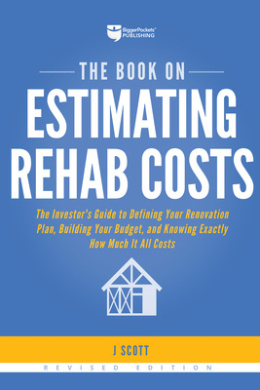 BiggerPockets
PUBLISHING
THE BOOK ON
ESTIMATING
REHAB COSTS
The Investor's Guide to Defining Your Renovation
Plan, Building Your Budget, and Knowing Exactly
How Much It All Costs
J SCOTT
REVISED EDITION